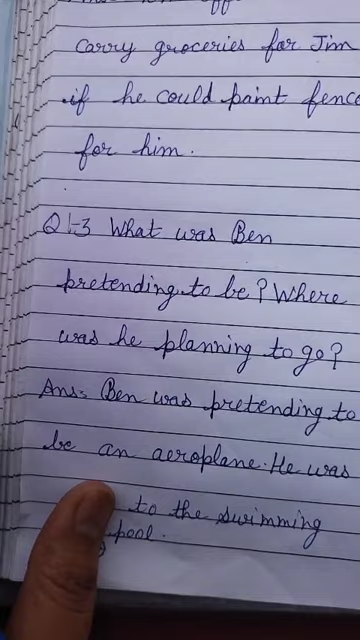 carry groceries for Jim
if he could paint fence
for him.
Q1-3 What was Ben
pretending to be? Where
was he planning to go?
Ans:- Ben was pretending to
be an aeroplane. He was
to the swimming
pool.